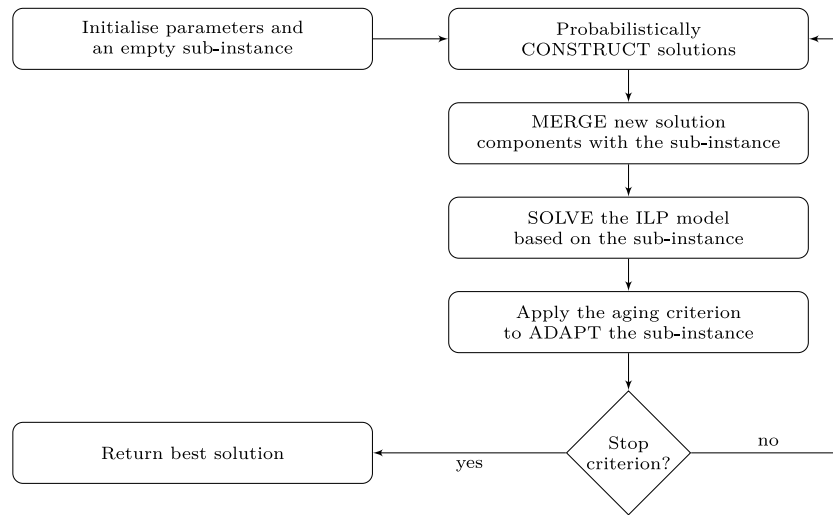 Initialise parameters and
an empty sub-instance
Probabilistically
CONSTRUCT solutions
MERGE new solution
components with the sub-instance
SOLVE the ILP model
based on the sub-instance
Apply the aging criterion
to ADAPT the sub-instance
Stop
criterion?
no
yes
Return best solution